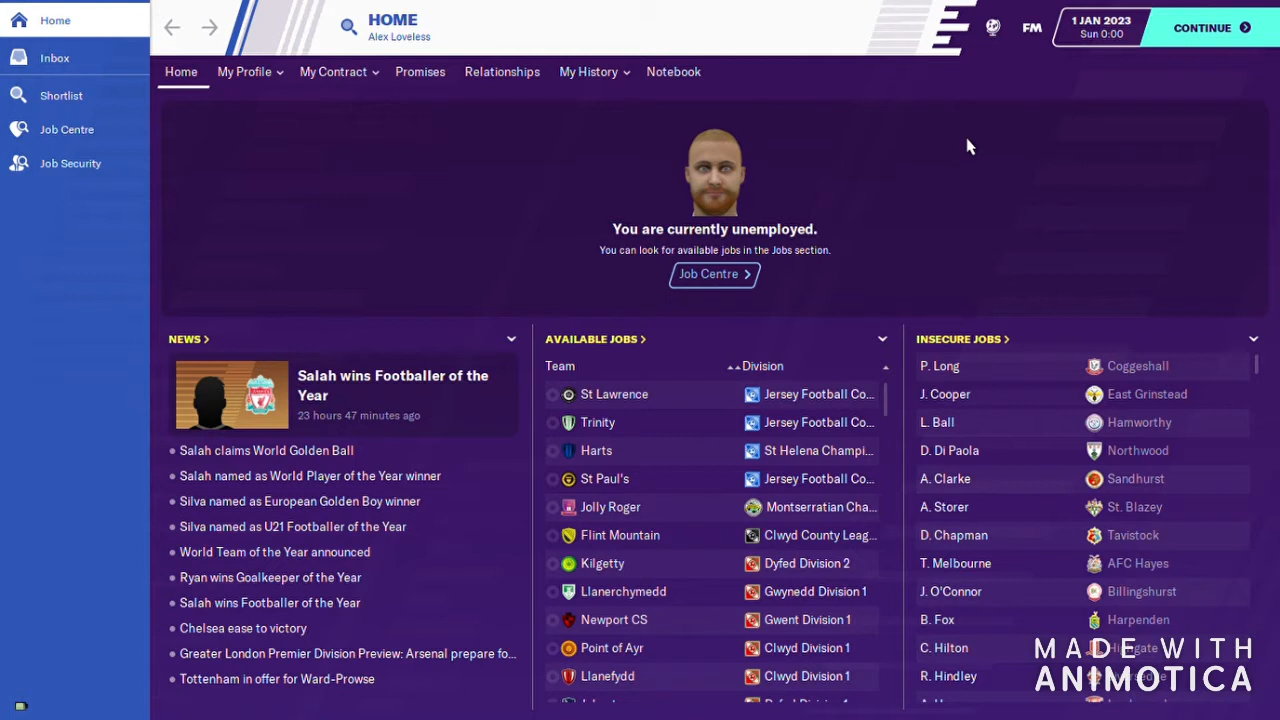 Home
Inbox
Shortlist
Job Centre
Job Security
HOME
Alex Loveless
FM
1 JAN 2023
Sun 0:00
CONTINUE
Home My Profile My Contract Promises Relationships My History Notebook
You are currently unemployed.
You can look for available jobs in the Jobs section.
Job Centre
NEWS
Salah wins Footballer of the
Year
23 hours 47 minutes ago
Salah claims World Golden Ball
Salah named as World Player of the Year winner
Silva named as European Golden Boy winner
Silva named as U21 Footballer of the Year
World Team of the Year announced
Ryan wins Goalkeeper of the Year
Salah wins Footballer of the Year
Chelsea ease to victory
Greater London Premier Division Preview: Arsenal prepare fo...
Tottenham in offer for Ward-Prowse
AVAILABLE JOBS
Team Division
St Lawrence Jersey Football Co...
Trinity Jersey Football Co...
Harts St Helena Champi...
St Paul's Jersey Football Co...
Jolly Roger Montserratian Cha...
Flint Mountain Clwyd County Leag...
Kilgetty Dyfed Division 2
Llanerchymedd Gwynedd Division 1
Newport CS Gwent Division 1
Point of Ayr Clwyd Division 1
Llanefydd Clwyd Division 1
INSECURE JOBS
P. Long Coggeshall
J. Cooper East Grinstead
L. Ball Hamworthy
D. Di Paola Northwood
A. Clarke Sandhurst
A. Storer St. Blazey
D. Chapman Tavistock
T. Melbourne AFC Hayes
J. O'Connor Billingshurst
B. Fox Harpenden
C. Hilton
R. Hindley
MADE WITH
ANIMOTICA